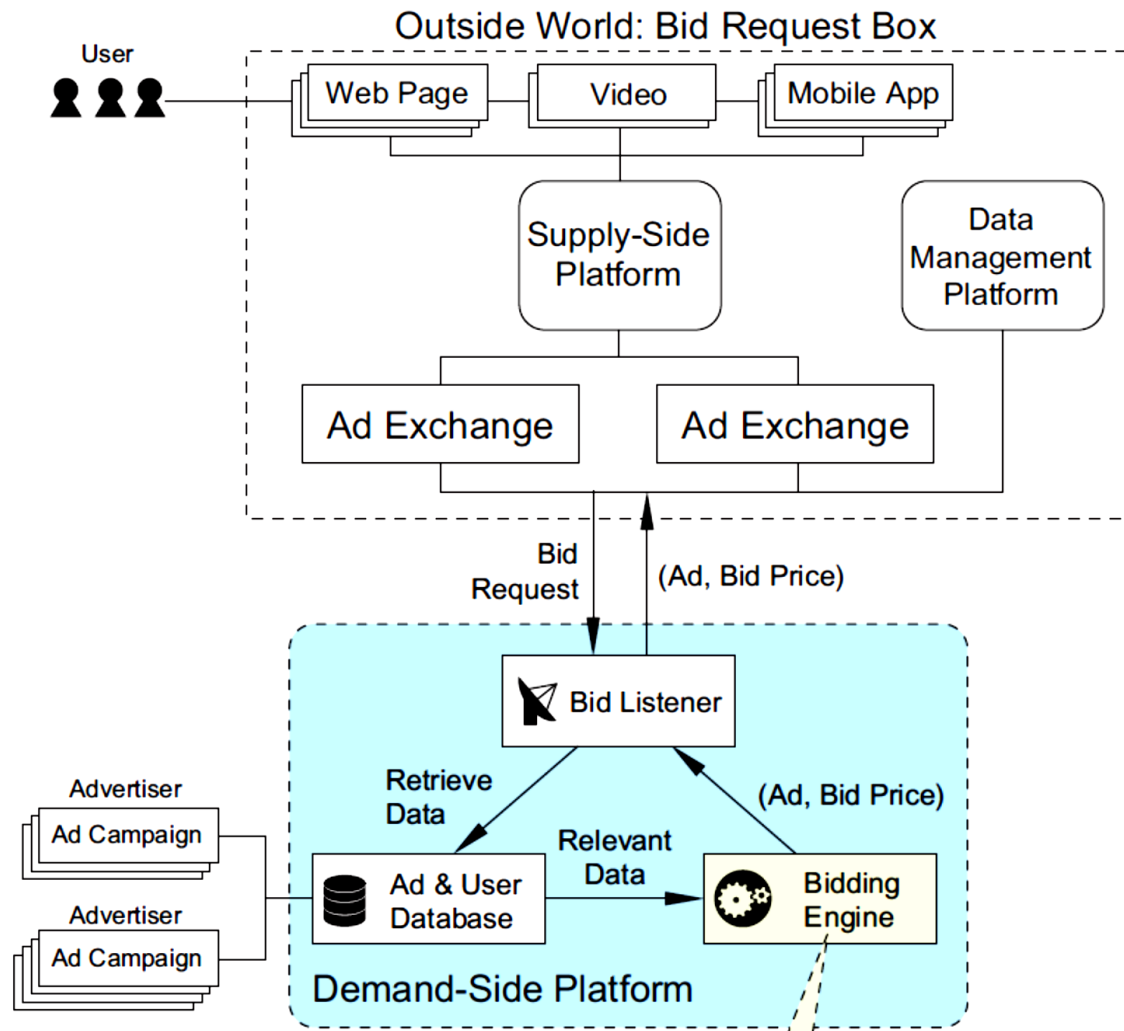 Outside World: Bid Request Box
User
Web Page
Video
Mobile App
Supply-Side
Platform
Data
Management
Platform
Ad Exchange
Ad Exchange
Bid
Request
(Ad, Bid Price)
Bid Listener
Retrieve
Data
(Ad, Bid Price)
Advertiser
Ad Campaign
Relevant
Data
Ad & User
Database
Bidding
Engine
Advertiser
Ad Campaign
Demand-Side Platform